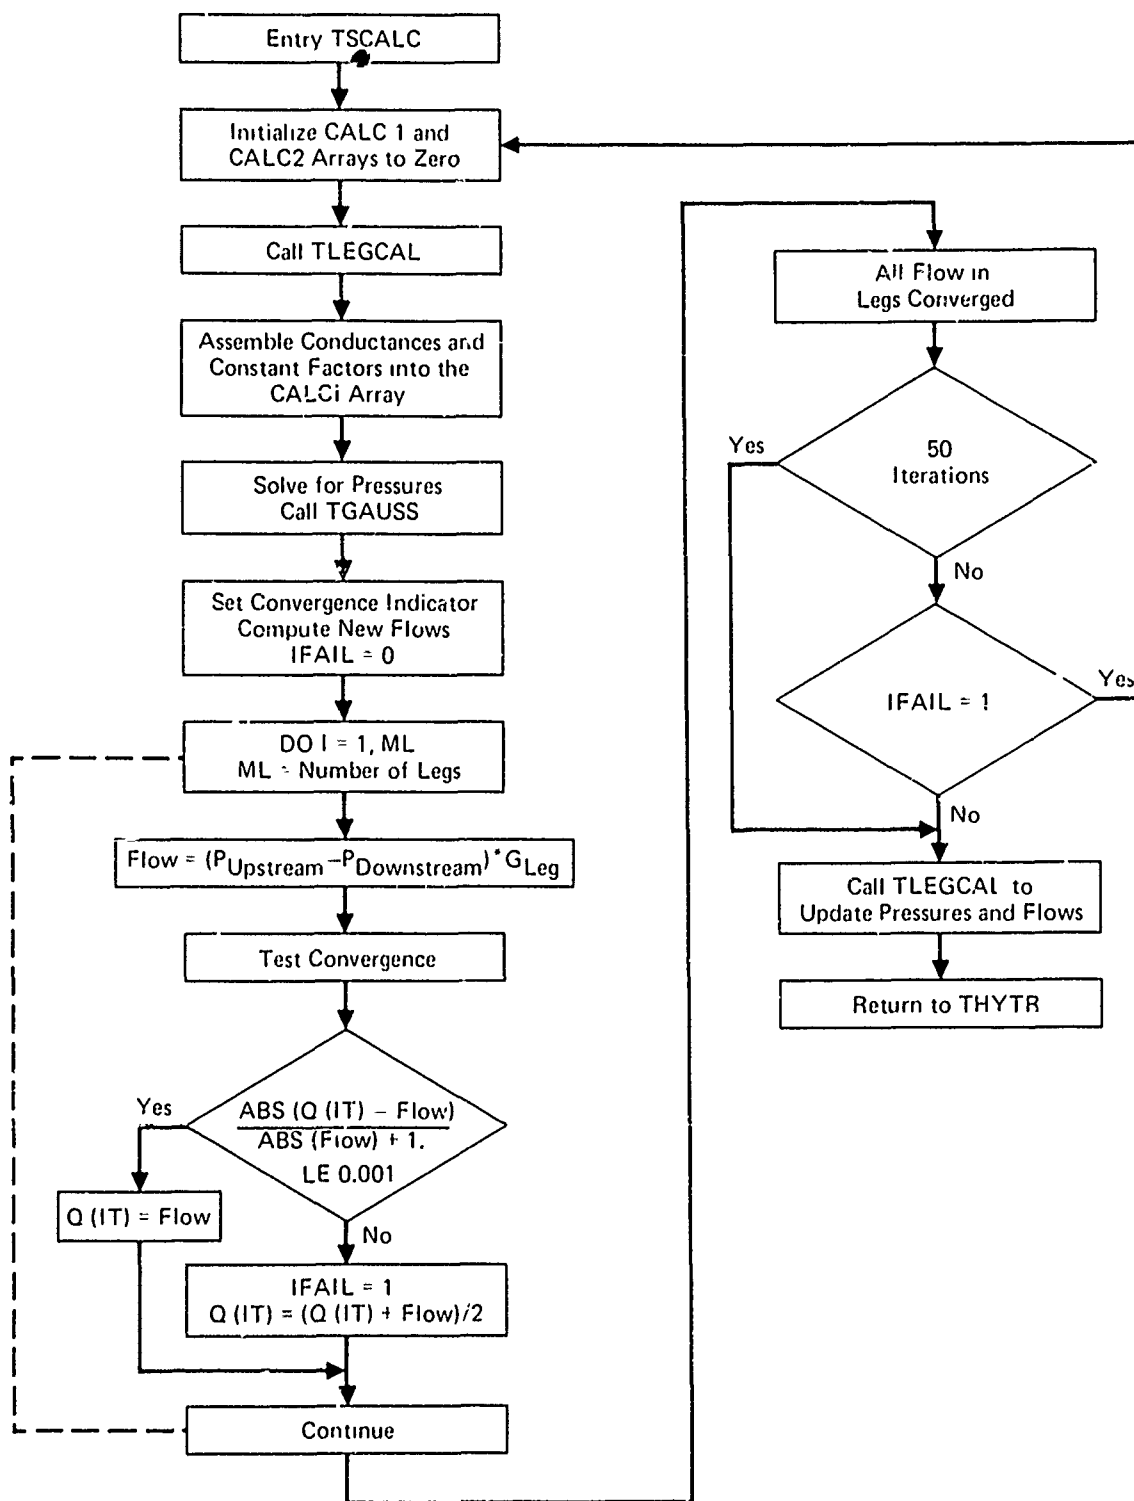 Entry TSCALC
Initialize CALC 1 and
CALC2 Arrays to Zero
Call TLEGCAL
Assemble Conductances and
Constant Factors into the
CALCi Array
Solve for Pressures
Call TGAUSS
Set Convergence Indicator
Compute New Flows
IFAIL = 0
DO I = 1, ML
ML = Number of Legs
Flow = (PUpstream - PDownstream) * GLeg
Test Convergence
Yes
ABS (Q (IT) - Flow)
ABS (Flow) + 1.
LE 0.001
Q (IT) = Flow
No
IFAIL = 1
Q (IT) = (Q (IT) + Flow)/2
Continue
All Flow in
Legs Converged
Yes
50
Iterations
No
Yes
IFAIL = 1
No
Call TLEGCAL to
Update Pressures and Flows
Return to THYTR